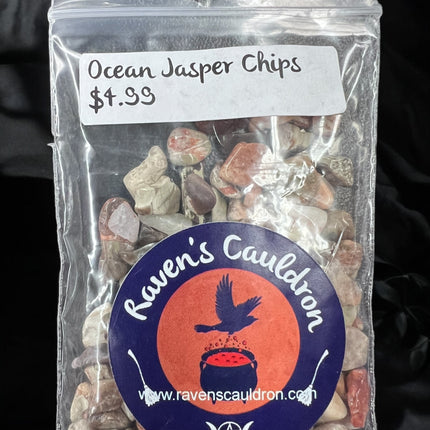 Ocean Jasper Chips
$4.99
Raven's Cauldron
www.ravenscauldron.com